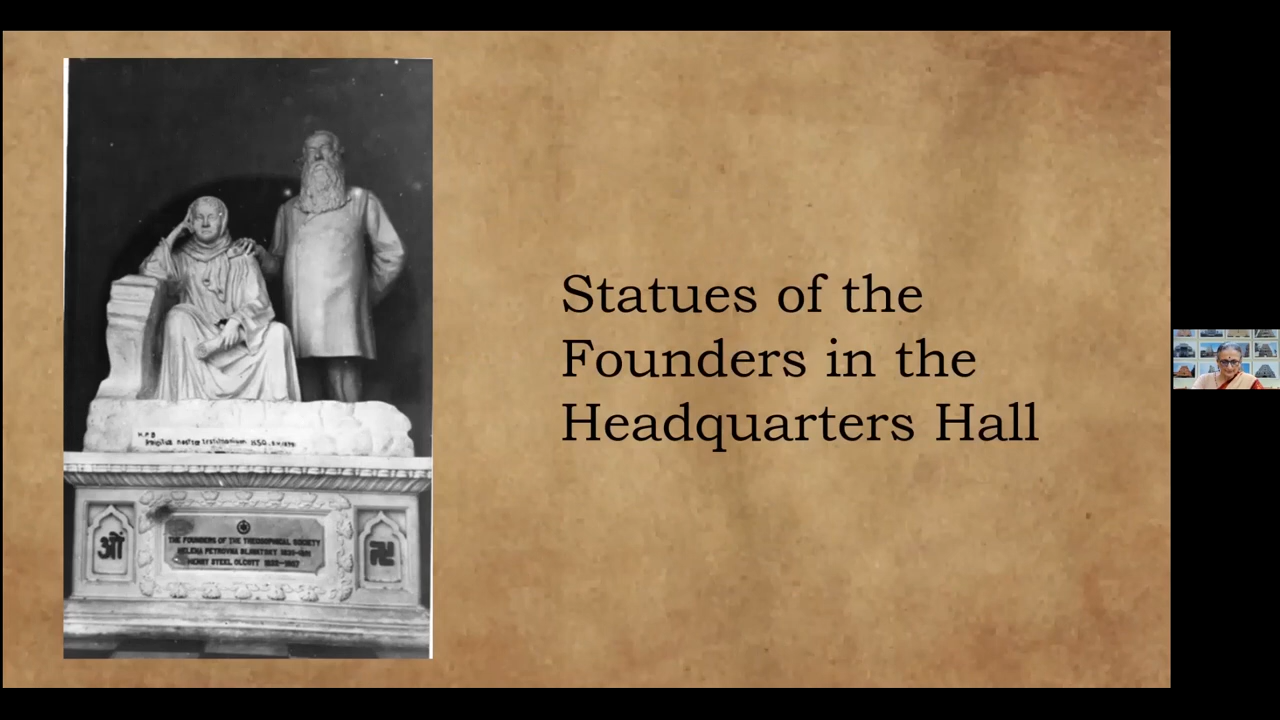 Statues of the
Founders in the
Headquarters Hall
H.P.B
ॐ
THE FOUNDERS OF THE THEOSOPHICAL SOCIETY
HELENA PETROVNA BLAVATSKY
HENRY STEEL OLCOTT